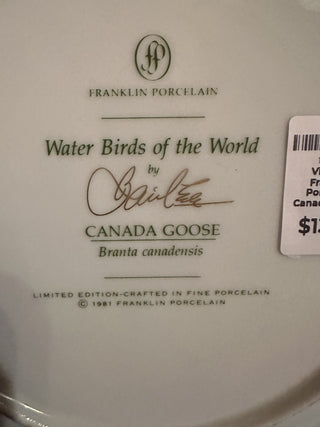 FRANKLIN PORCELAIN
Water Birds of the World
by
CANADA GOOSE
Branta canadensis
LIMITED EDITION-CRAFTED IN FINE PORCELAIN
© 1981 FRANKLIN PORCELAIN